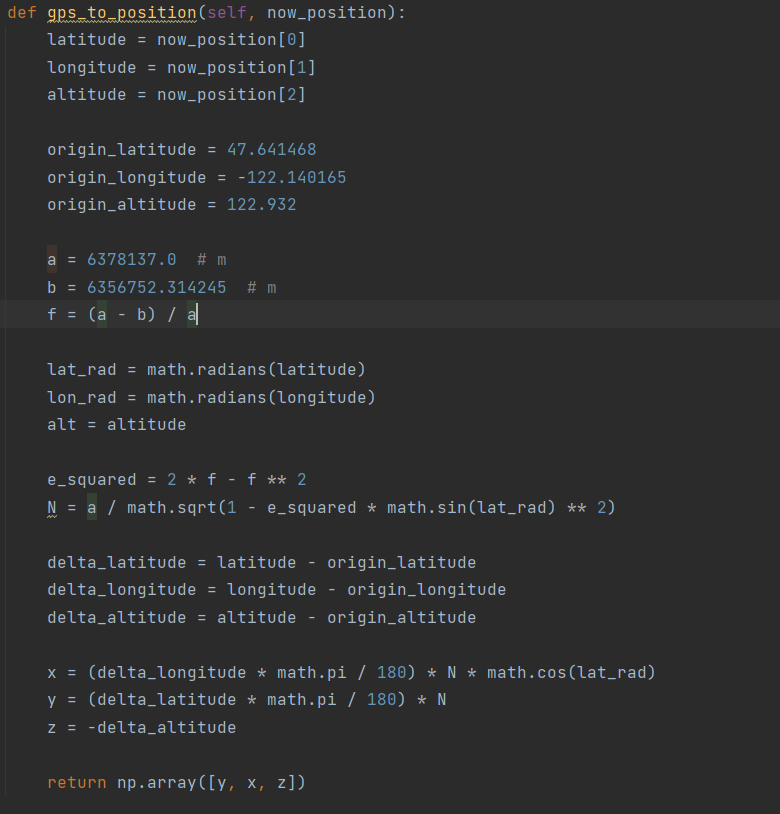 def gps_to_position(self, now_position):
    latitude = now_position[0]
    longitude = now_position[1]
    altitude = now_position[2]

    origin_latitude = 47.641468
    origin_longitude = -122.140165
    origin_altitude = 122.932

    a = 6378137.0  # m
    b = 6356752.314245  # m
    f = (a - b) / a

    lat_rad = math.radians(latitude)
    lon_rad = math.radians(longitude)
    alt = altitude

    e_squared = 2 * f - f ** 2
    N = a / math.sqrt(1 - e_squared * math.sin(lat_rad) ** 2)

    delta_latitude = latitude - origin_latitude
    delta_longitude = longitude - origin_longitude
    delta_altitude = altitude - origin_altitude

    x = (delta_longitude * math.pi / 180) * N * math.cos(lat_rad)
    y = (delta_latitude * math.pi / 180) * N
    z = -delta_altitude

    return np.array([y, x, z])